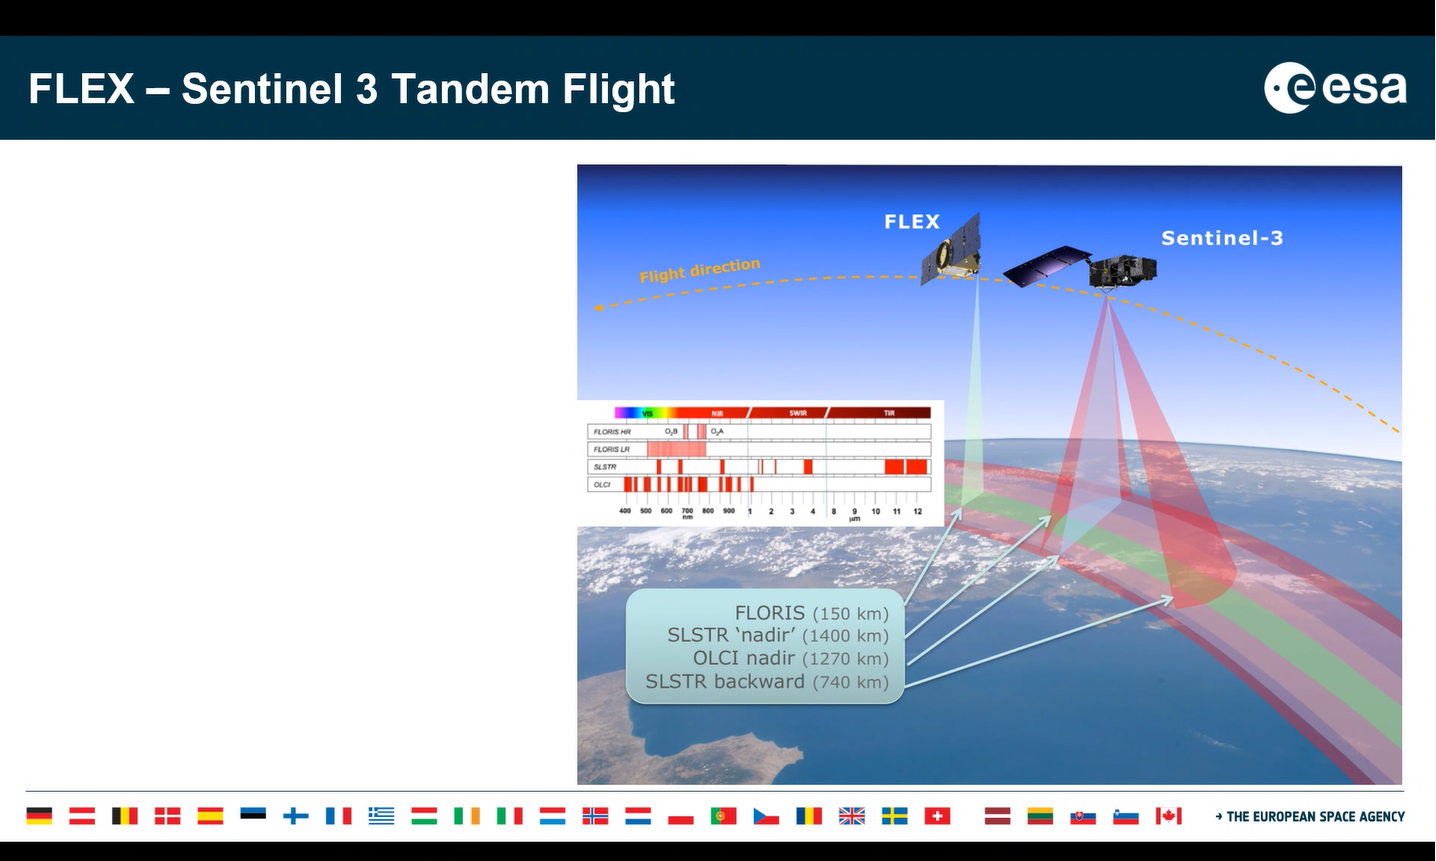 FLEX – Sentinel 3 Tandem Flight
esa
FLEX
Sentinel-3
Flight direction
VIS NIR SWIR TIR
FLORIS HR O₂B O₂A
FLORIS LR
SLSTR
OLCI
400 500 600 700 800 900 1 2 3 4 8 9 10 11 12
nm μm
FLORIS (150 km)
SLSTR ‘nadir’ (1400 km)
OLCI nadir (1270 km)
SLSTR backward (740 km)
→ THE EUROPEAN SPACE AGENCY